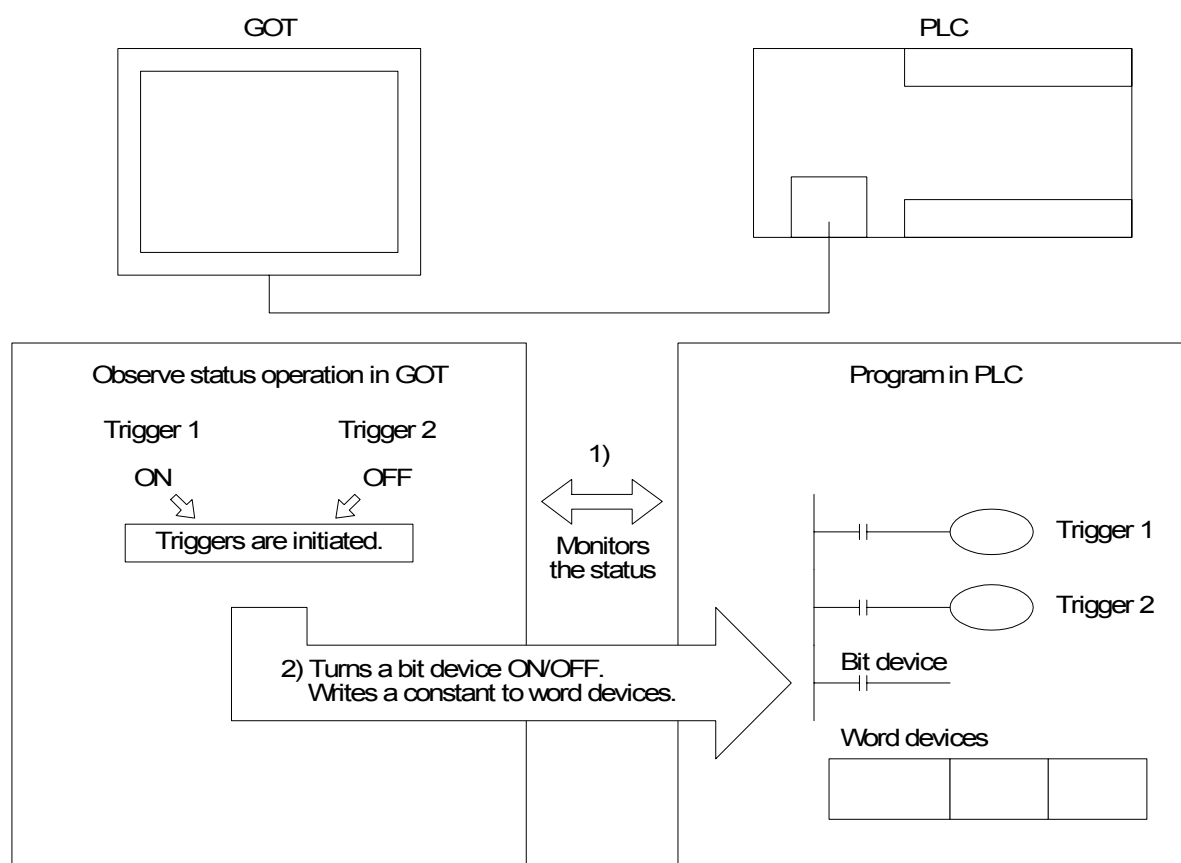 GOT
PLC
Observe status operation in GOT
Trigger 1
Trigger 2
ON
OFF
Triggers are initiated.
1)
Monitors
the status
Program in PLC
Trigger 1
Trigger 2
Bit device
2) Turns a bit device ON/OFF.
Writes a constant to word devices.
Word devices